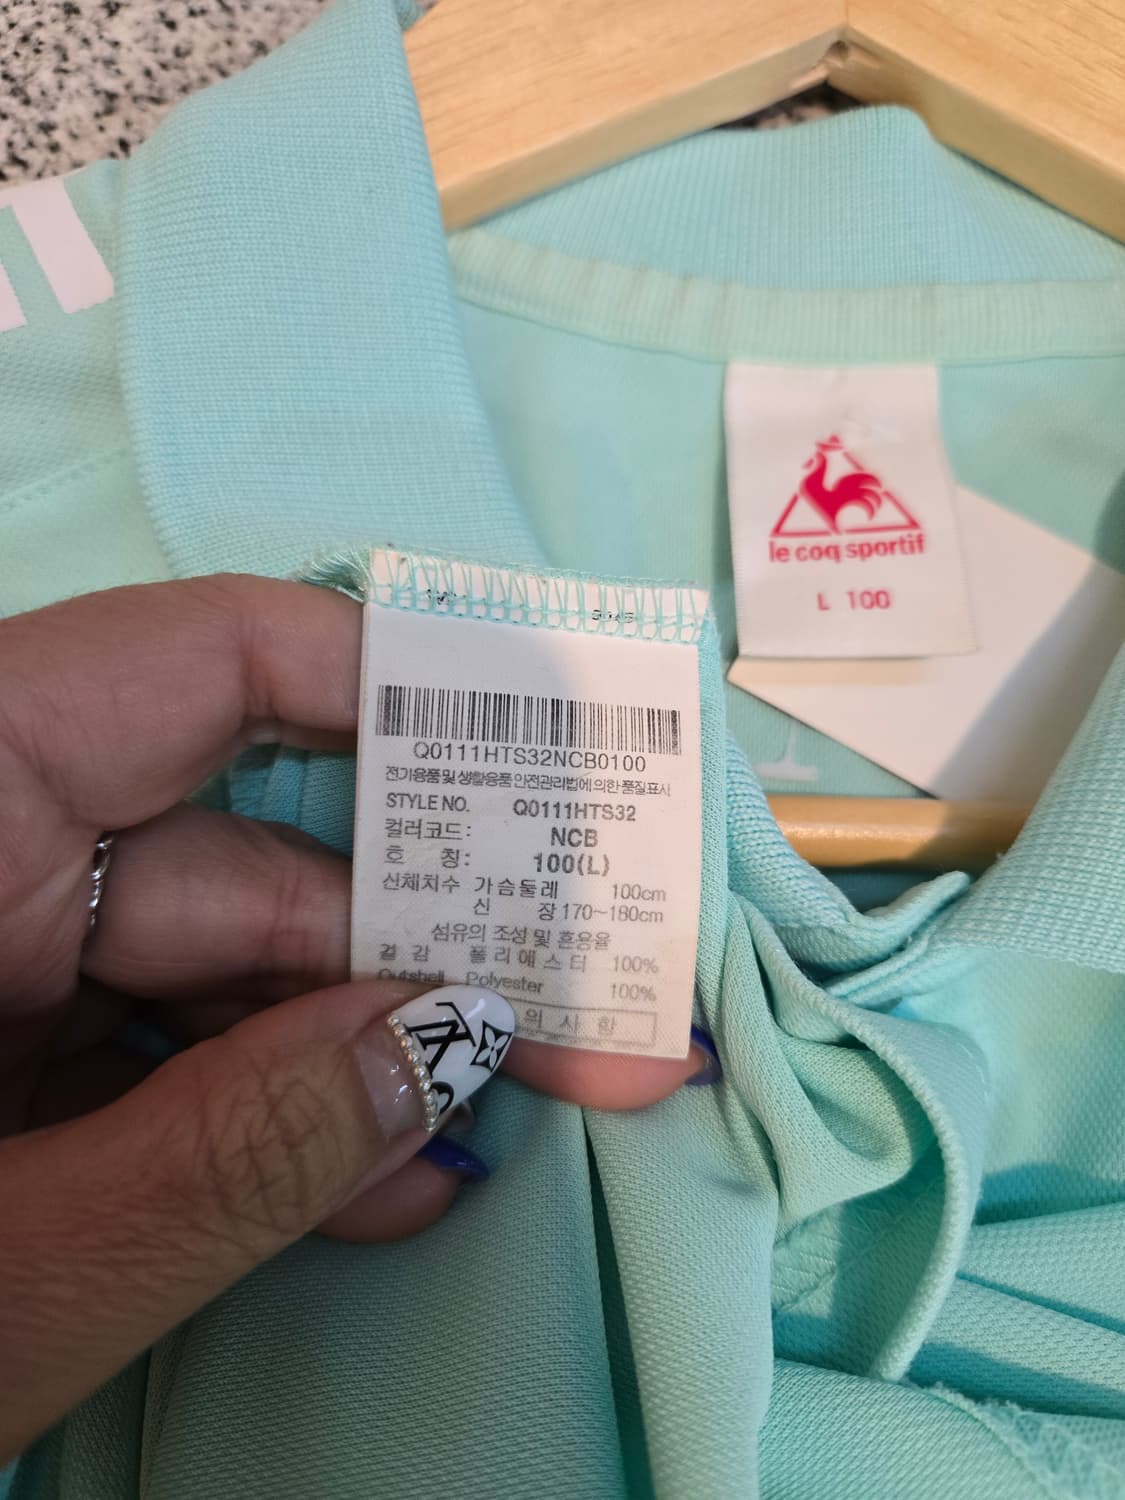 le coq sportif
L 100
Q0111HTS32NCB0100
전기용품 및 생활용품 안전관리법에 의한 품질표시
STYLE NO. Q0111HTS32
컬러코드: NCB
호 칭: 100(L)
신체치수 가슴둘레 100cm
신 장 170~180cm
섬유의 조성 및 혼용율
겉 감 폴리에스터 100%
Outshell Polyester 100%
의 사 항